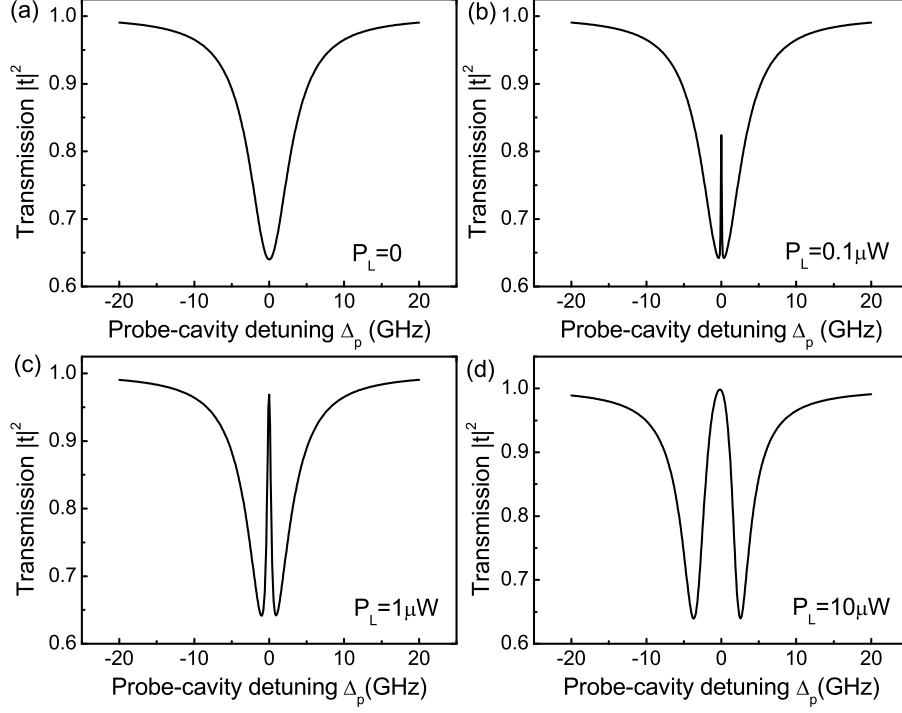 (a)
1.0
0.9
0.8
0.7
0.6
Transmission |t|²
P_L=0
-20 -10 0 10 20
Probe-cavity detuning Δ_p (GHz)
(b)
1.0
0.9
0.8
0.7
0.6
Transmission |t|²
P_L=0.1μW
-20 -10 0 10 20
Probe-cavity detuning Δ_p (GHz)
(c)
1.0
0.9
0.8
0.7
0.6
Transmission |t|²
P_L=1μW
-20 -10 0 10 20
Probe-cavity detuning Δ_p(GHz)
(d)
1.0
0.9
0.8
0.7
0.6
Transmission |t|²
P_L=10μW
-20 -10 0 10 20
Probe-cavity detuning Δ_p(GHz)